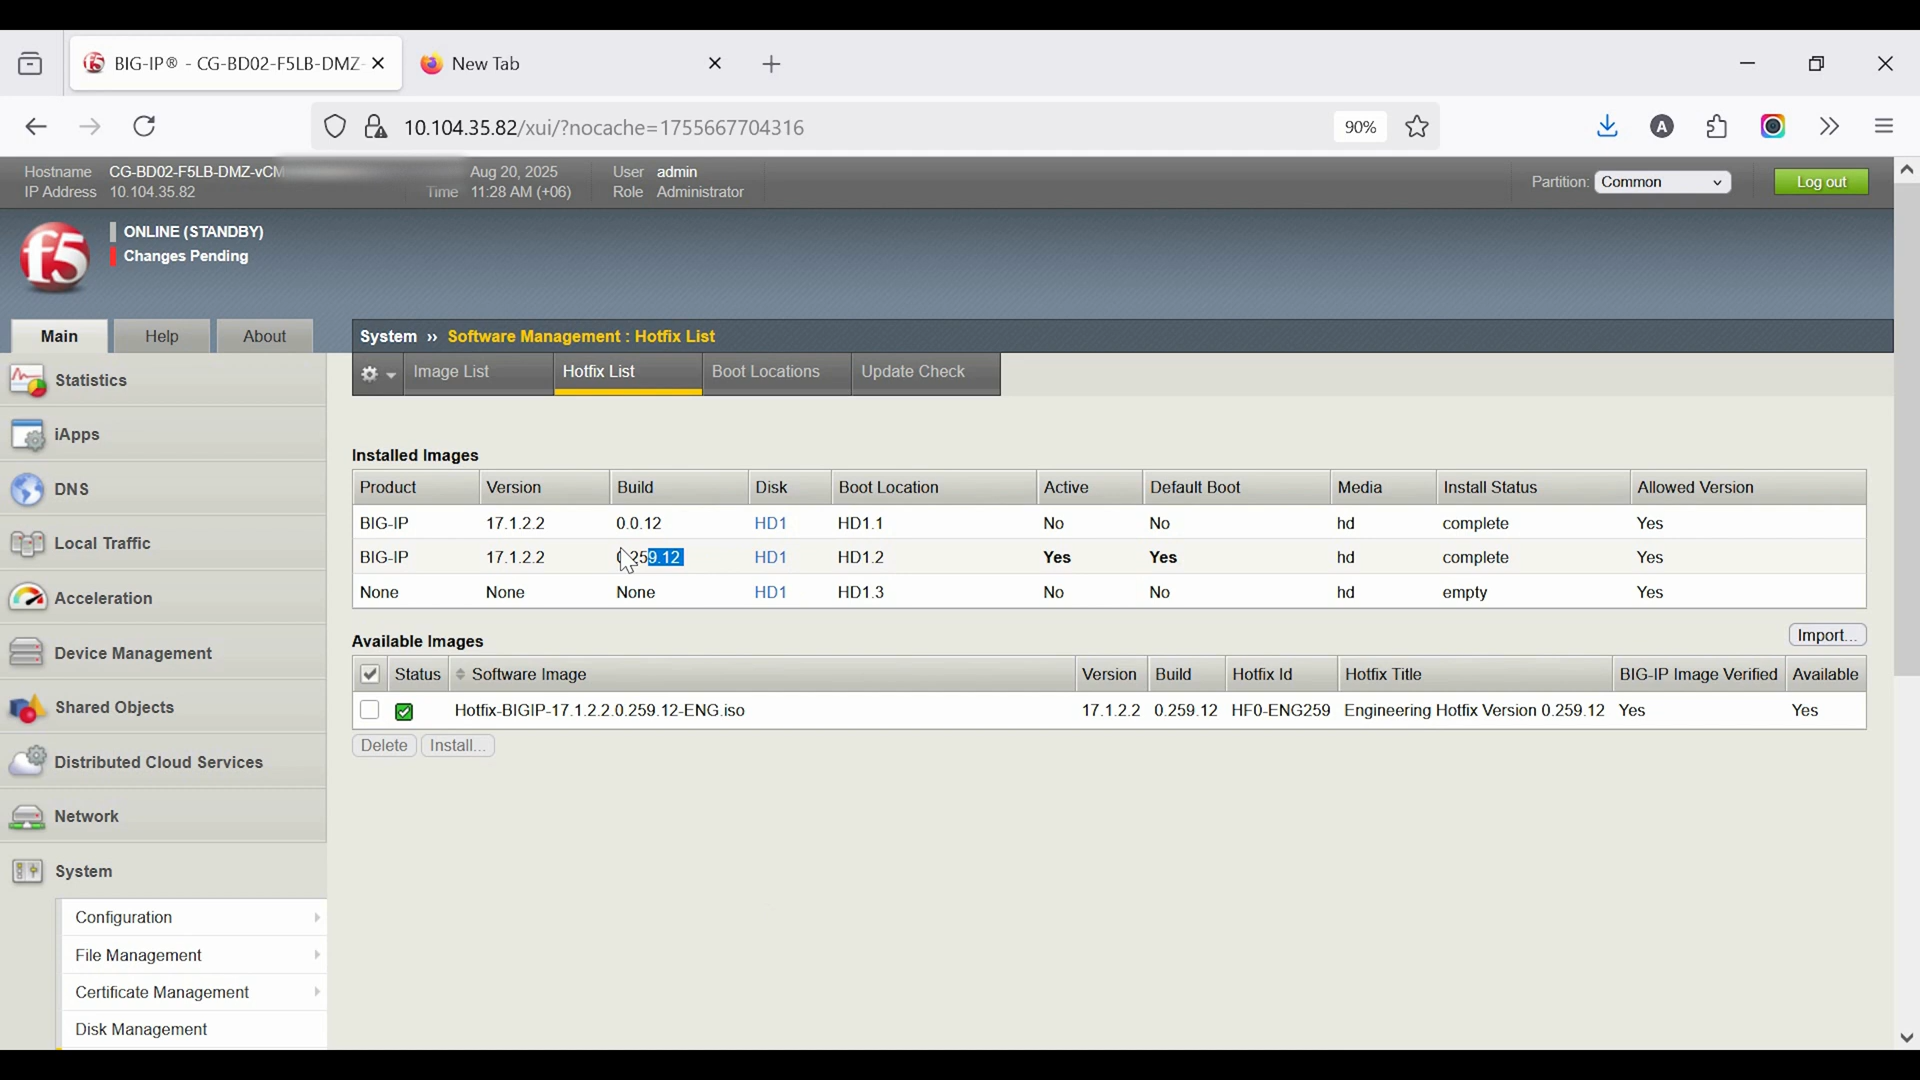 BIG-IP® - CG-BD02-F5LB-DMZ-
New Tab
10.104.35.82/xui/?nocache=1755667704316
90%
A
Hostname CG-BD02-F5LB-DMZ-vCM
Aug 20, 2025
User admin
IP Address 10.104.35.82
Time 11:28 AM (+06)
Role Administrator
Partition: Common
Log out
f5
ONLINE (STANDBY)
Changes Pending
Main Help About
System ›› Software Management : Hotfix List
Image List Hotfix List Boot Locations Update Check
Statistics
iApps
DNS
Local Traffic
Acceleration
Device Management
Shared Objects
Distributed Cloud Services
Network
System
Configuration
File Management
Certificate Management
Disk Management
Installed Images
Product Version Build Disk Boot Location Active Default Boot Media Install Status Allowed Version
BIG-IP 17.1.2.2 0.0.12 HD1 HD1.1 No No hd complete Yes
BIG-IP 17.1.2.2 0.259.12 HD1 HD1.2 Yes Yes hd complete Yes
None None None HD1 HD1.3 No No hd empty Yes
Available Images
Import...
Status Software Image Version Build Hotfix Id Hotfix Title BIG-IP Image Verified Available
Hotfix-BIGIP-17.1.2.2.0.259.12-ENG.iso 17.1.2.2 0.259.12 HF0-ENG259 Engineering Hotfix Version 0.259.12 Yes Yes
Delete Install...